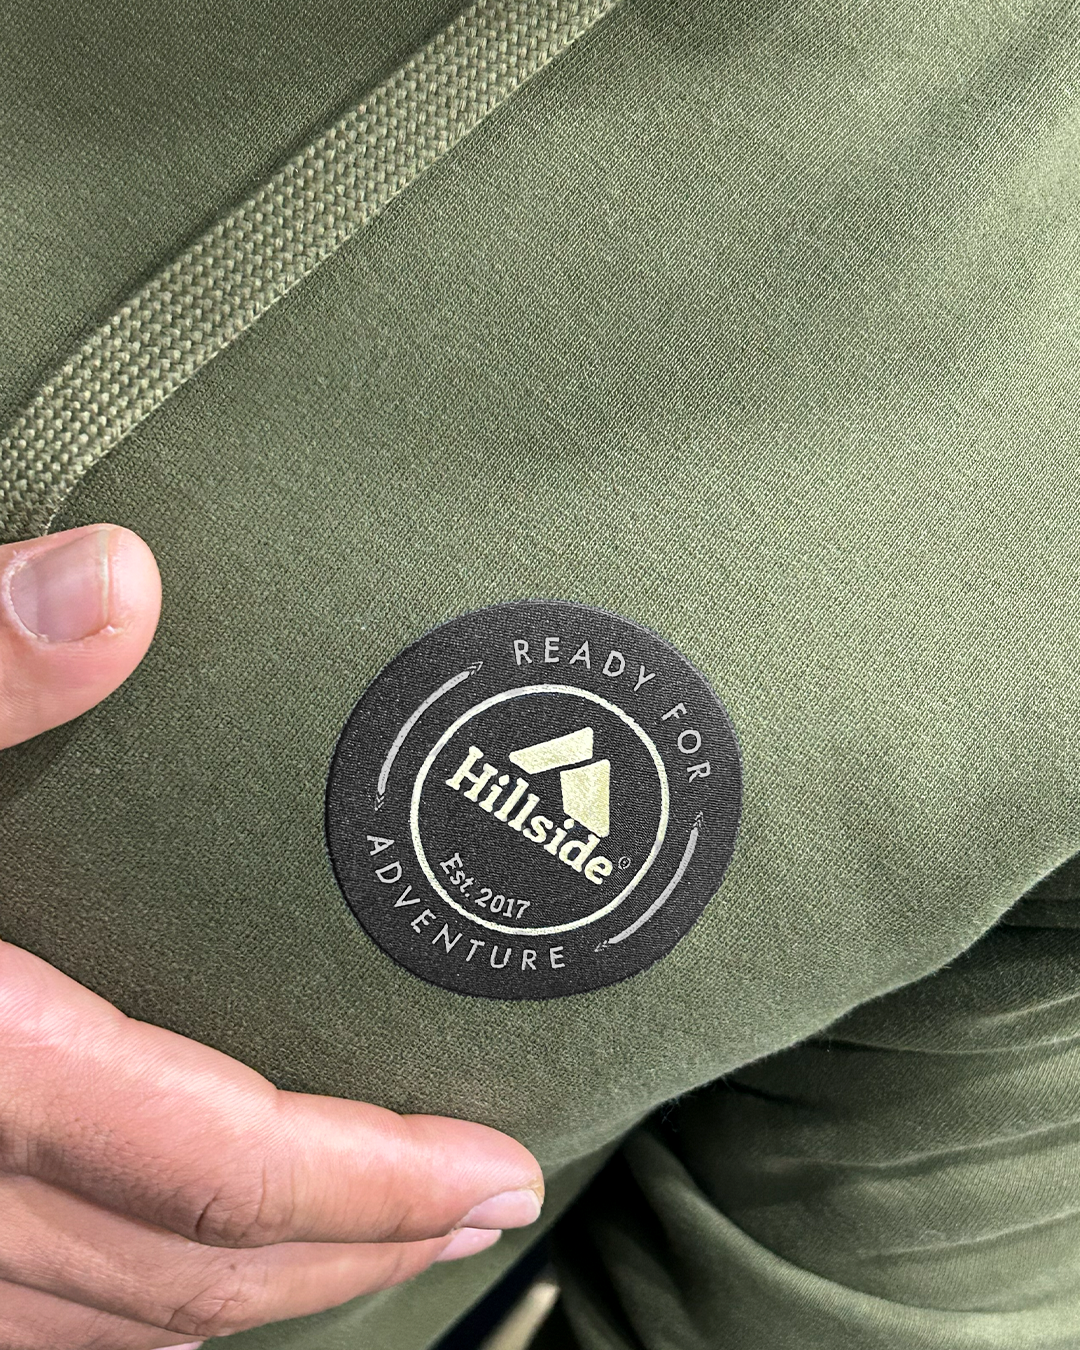 READY FOR
Hillside®
Est. 2017
ADVENTURE